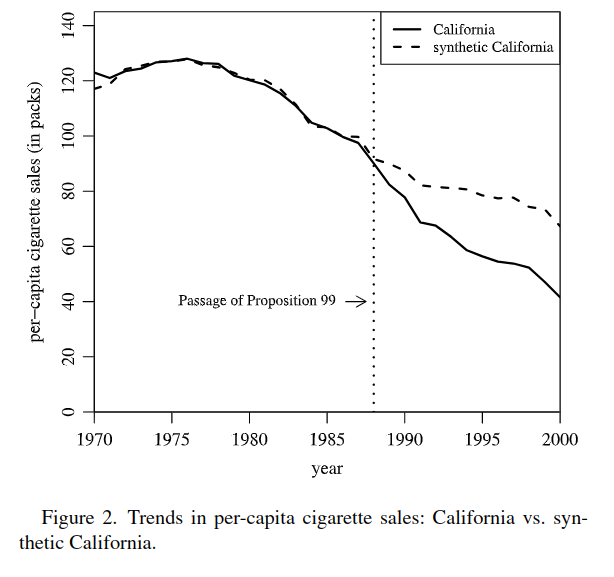 California
synthetic California
per−capita cigarette sales (in packs)
140
120
100
80
60
40
20
0
Passage of Proposition 99
1970 1975 1980 1985 1990 1995 2000
year
Figure 2. Trends in per-capita cigarette sales: California vs. syn-
thetic California.